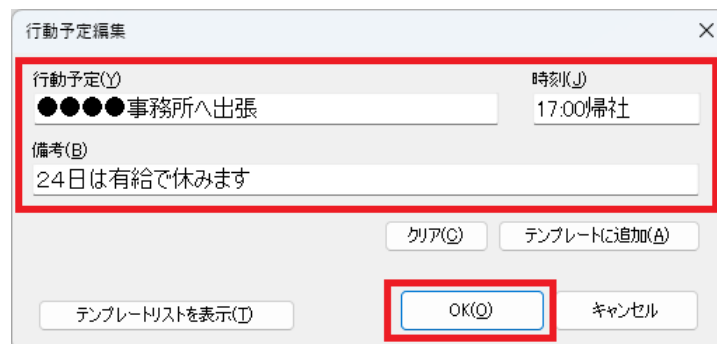 行動予定編集
行動予定(Y) 時刻(J)
●●●●事務所へ出張 17:00帰社
備考(B)
24日は有給で休みます
クリア(C) テンプレートに追加(A)
テンプレートリストを表示(T) OK(O) キャンセル